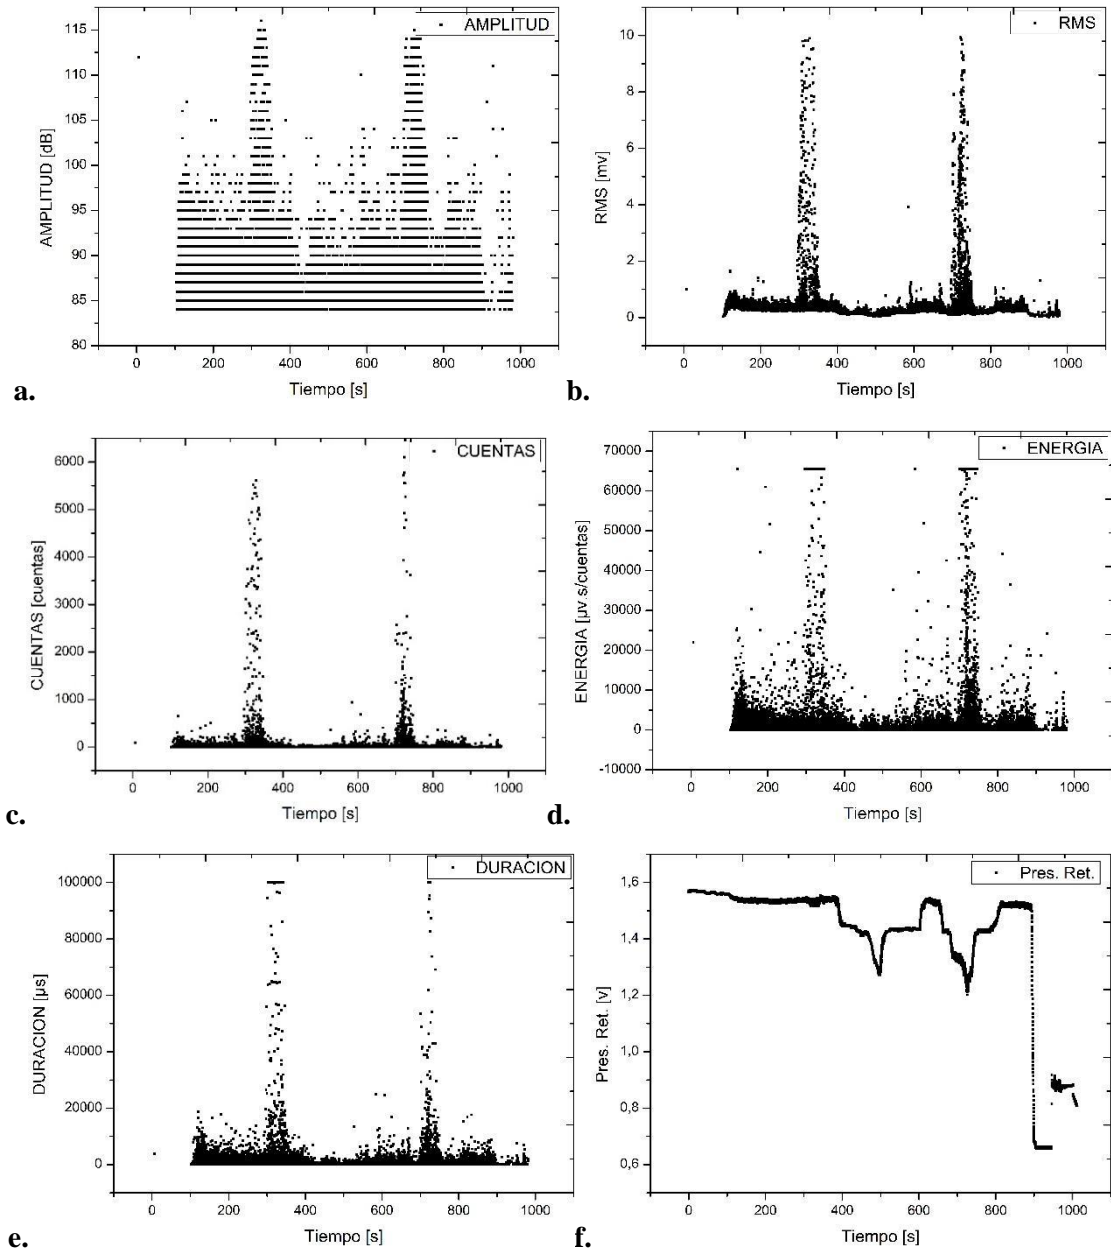 AMPLITUD
115
110
105
100
95
90
85
80
AMPLITUD [dB]
0 200 400 600 800 1000
Tiempo [s]
a.
RMS
10
8
6
4
2
0
RMS [mv]
0 200 400 600 800 1000
Tiempo [s]
b.
CUENTAS
6000
5000
4000
3000
2000
1000
0
CUENTAS [cuentas]
0 200 400 600 800 1000
Tiempo [s]
c.
ENERGIA
70000
60000
50000
40000
30000
20000
10000
0
-10000
ENERGIA [µv.s/cuentas]
0 200 400 600 800 1000
Tiempo [s]
d.
DURACION
100000
80000
60000
40000
20000
0
DURACION [µs]
0 200 400 600 800 1000
Tiempo [s]
e.
Pres. Ret.
1,6
1,4
1,2
1,0
0,8
0,6
Pres. Ret. [v]
0 200 400 600 800 1000
Tiempo [s]
f.